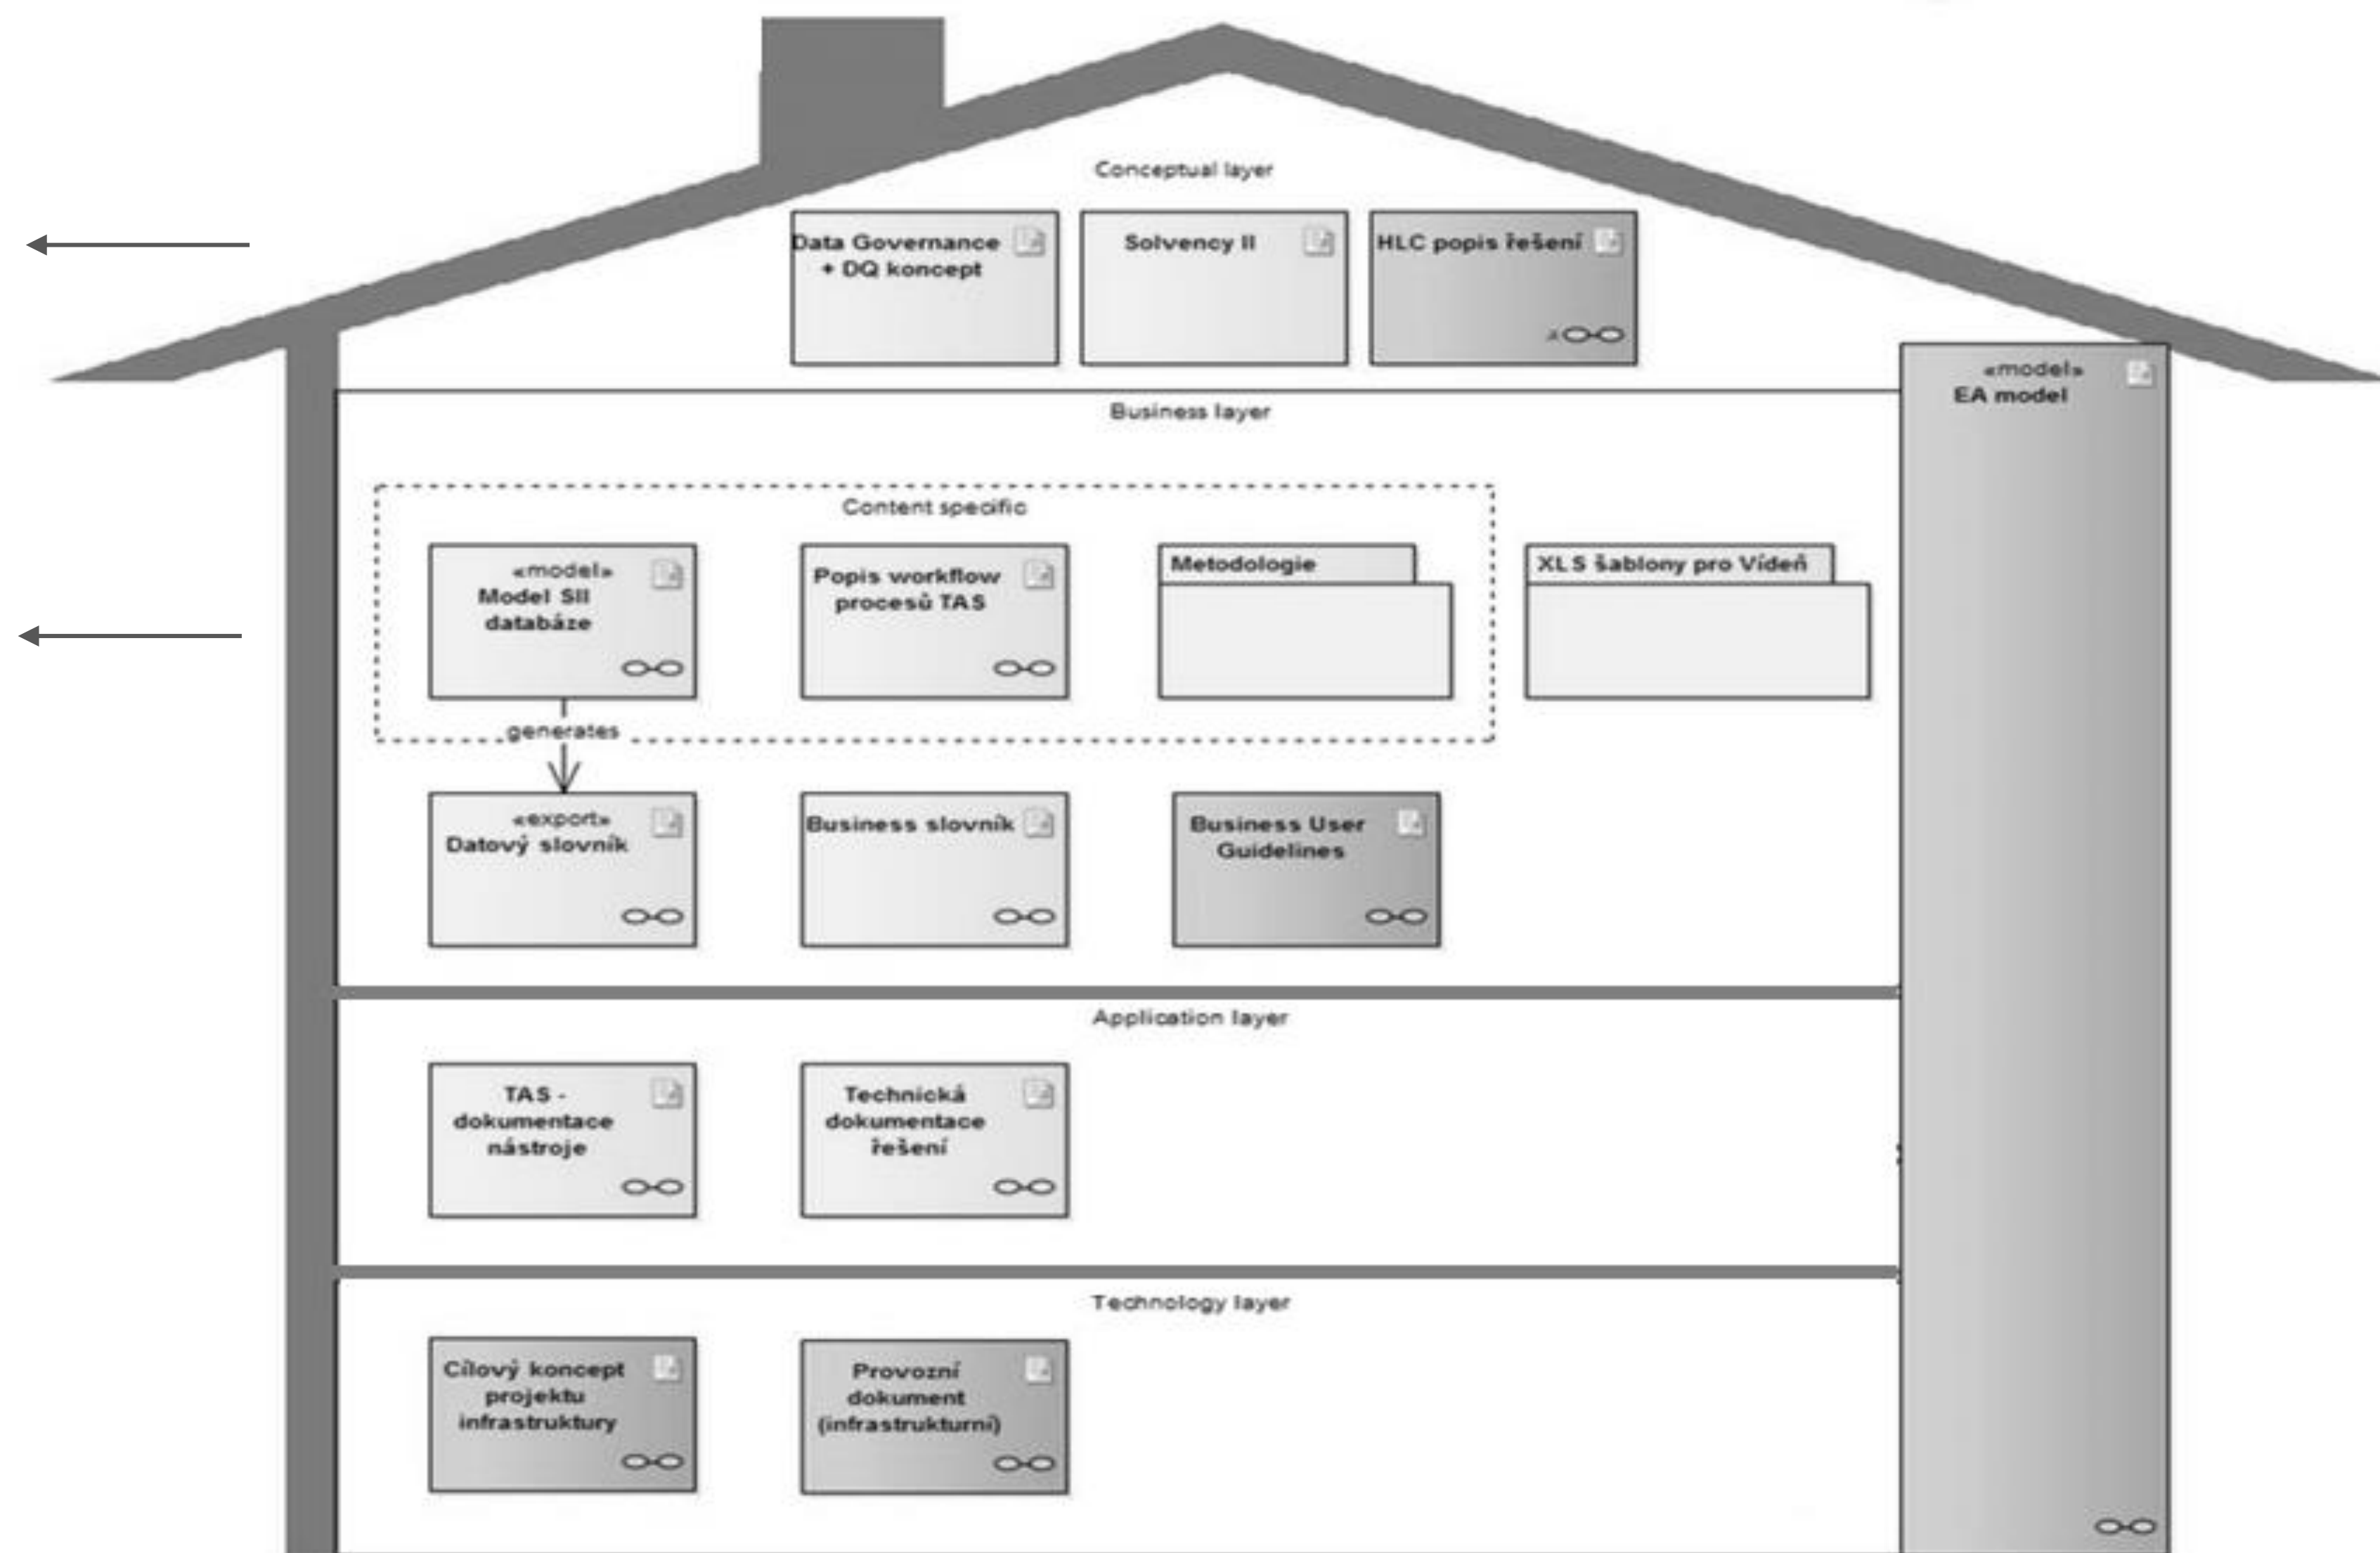 Conceptual layer
Data Governance
+ DQ koncept
Solvency II
HLC popis řešení
«model»
EA model
Business layer
Content specific
«model»
Model SII
databáze
Popis workflow
procesů TAS
Metodologie
XLS šablony pro Vídeň
generates
«export»
Datový slovník
Business slovník
Business User
Guidelines
Application layer
TAS -
dokumentace
nástroje
Technická
dokumentace
řešení
Technology layer
Cílový koncept
projektu
infrastruktury
Provozní
dokument
(infrastrukturní)